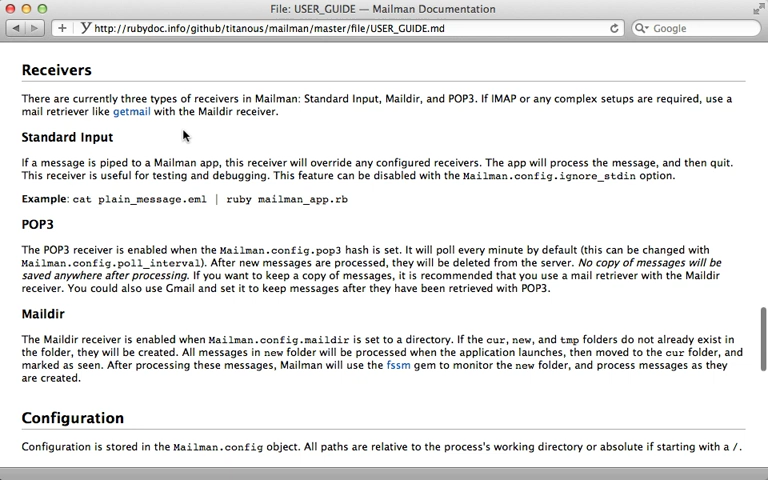 File: USER_GUIDE — Mailman Documentation
http://rubydoc.info/github/titanous/mailman/master/file/USER_GUIDE.md
Google
Receivers
There are currently three types of receivers in Mailman: Standard Input, Maildir, and POP3. If IMAP or any complex setups are required, use a
mail retriever like getmail with the Maildir receiver.
Standard Input
If a message is piped to a Mailman app, this receiver will override any configured receivers. The app will process the message, and then quit.
This receiver is useful for testing and debugging. This feature can be disabled with the Mailman.config.ignore_stdin option.
Example: cat plain_message.eml | ruby mailman_app.rb
POP3
The POP3 receiver is enabled when the Mailman.config.pop3 hash is set. It will poll every minute by default (this can be changed with
Mailman.config.poll_interval). After new messages are processed, they will be deleted from the server. No copy of messages will be
saved anywhere after processing. If you want to keep a copy of messages, it is recommended that you use a mail retriever with the Maildir
receiver. You could also use Gmail and set it to keep messages after they have been retrieved with POP3.
Maildir
The Maildir receiver is enabled when Mailman.config.maildir is set to a directory. If the cur, new, and tmp folders do not already exist in
the folder, they will be created. All messages in new folder will be processed when the application launches, then moved to the cur folder, and
marked as seen. After processing these messages, Mailman will use the fssm gem to monitor the new folder, and process messages as they
are created.
Configuration
Configuration is stored in the Mailman.config object. All paths are relative to the process's working directory or absolute if starting with a /.